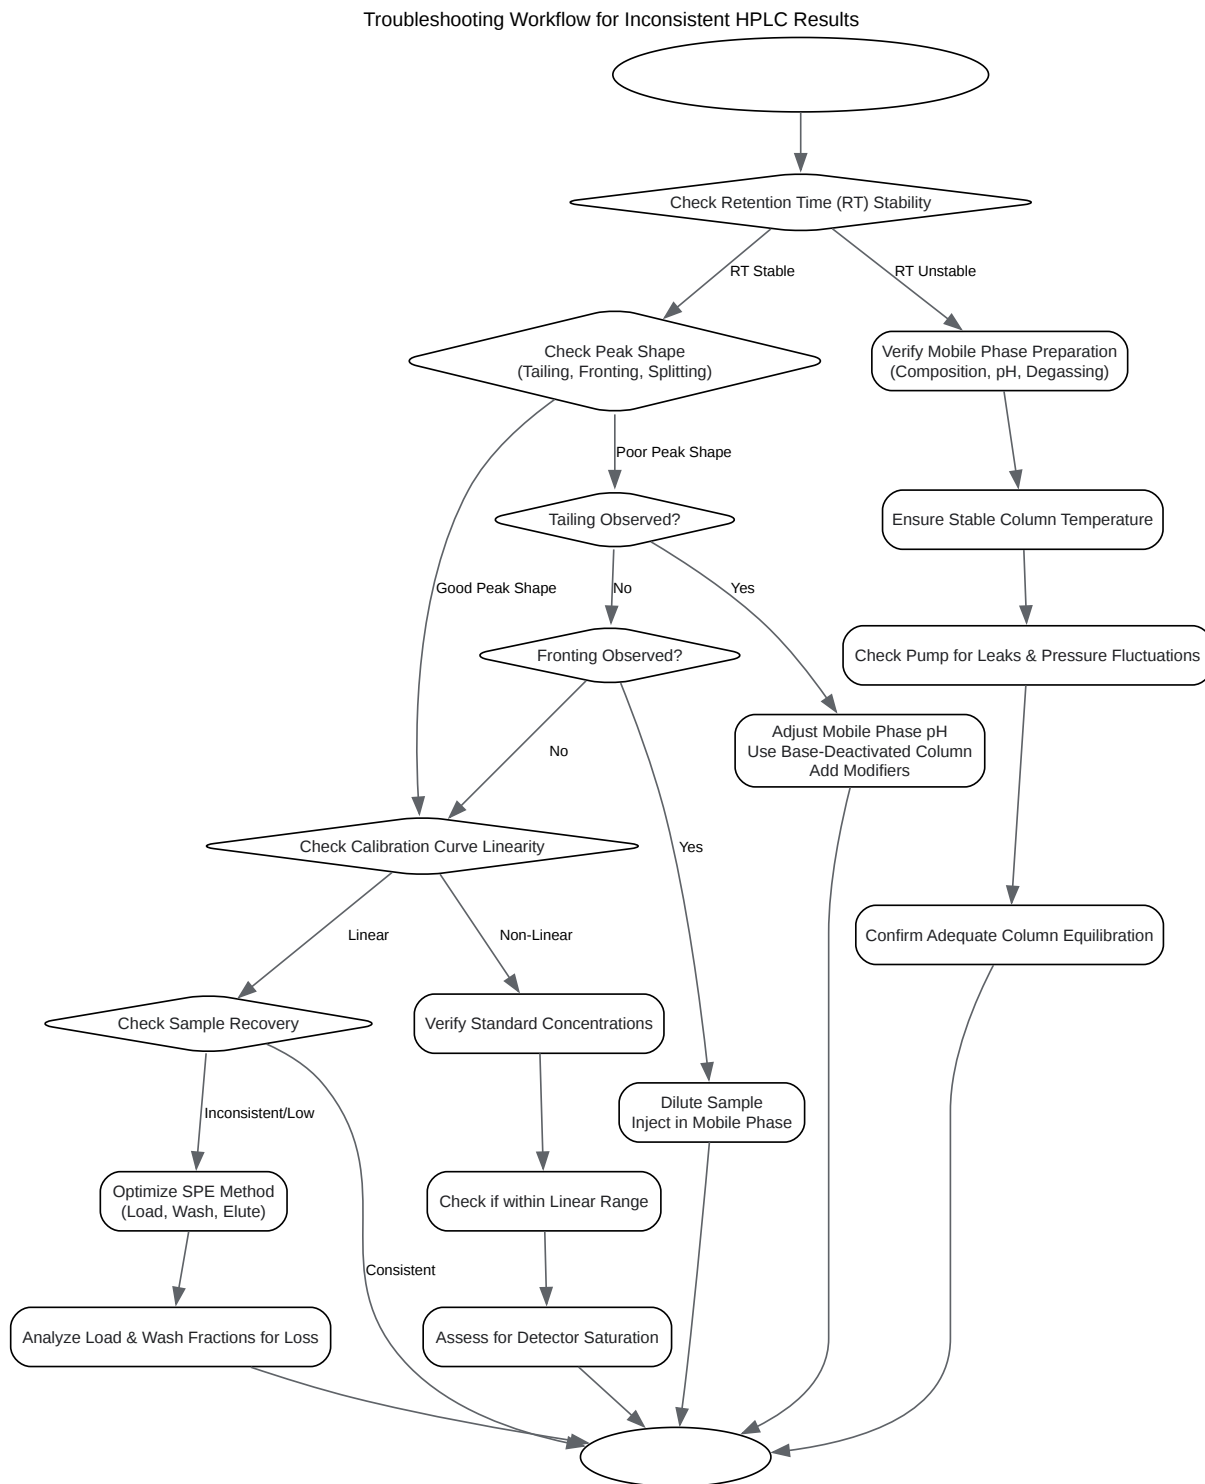 Troubleshooting Workflow for Inconsistent HPLC Results
Check Retention Time (RT) Stability
RT Stable
RT Unstable
Check Peak Shape
(Tailing, Fronting, Splitting)
Verify Mobile Phase Preparation
(Composition, pH, Degassing)
Poor Peak Shape
Tailing Observed?
Ensure Stable Column Temperature
Good Peak Shape
No
Yes
Fronting Observed?
Check Pump for Leaks & Pressure Fluctuations
No
Adjust Mobile Phase pH
Use Base-Deactivated Column
Add Modifiers
Check Calibration Curve Linearity
Yes
Linear
Non-Linear
Confirm Adequate Column Equilibration
Check Sample Recovery
Verify Standard Concentrations
Inconsistent/Low
Dilute Sample
Inject in Mobile Phase
Optimize SPE Method
(Load, Wash, Elute)
Check if within Linear Range
Consistent
Analyze Load & Wash Fractions for Loss
Assess for Detector Saturation